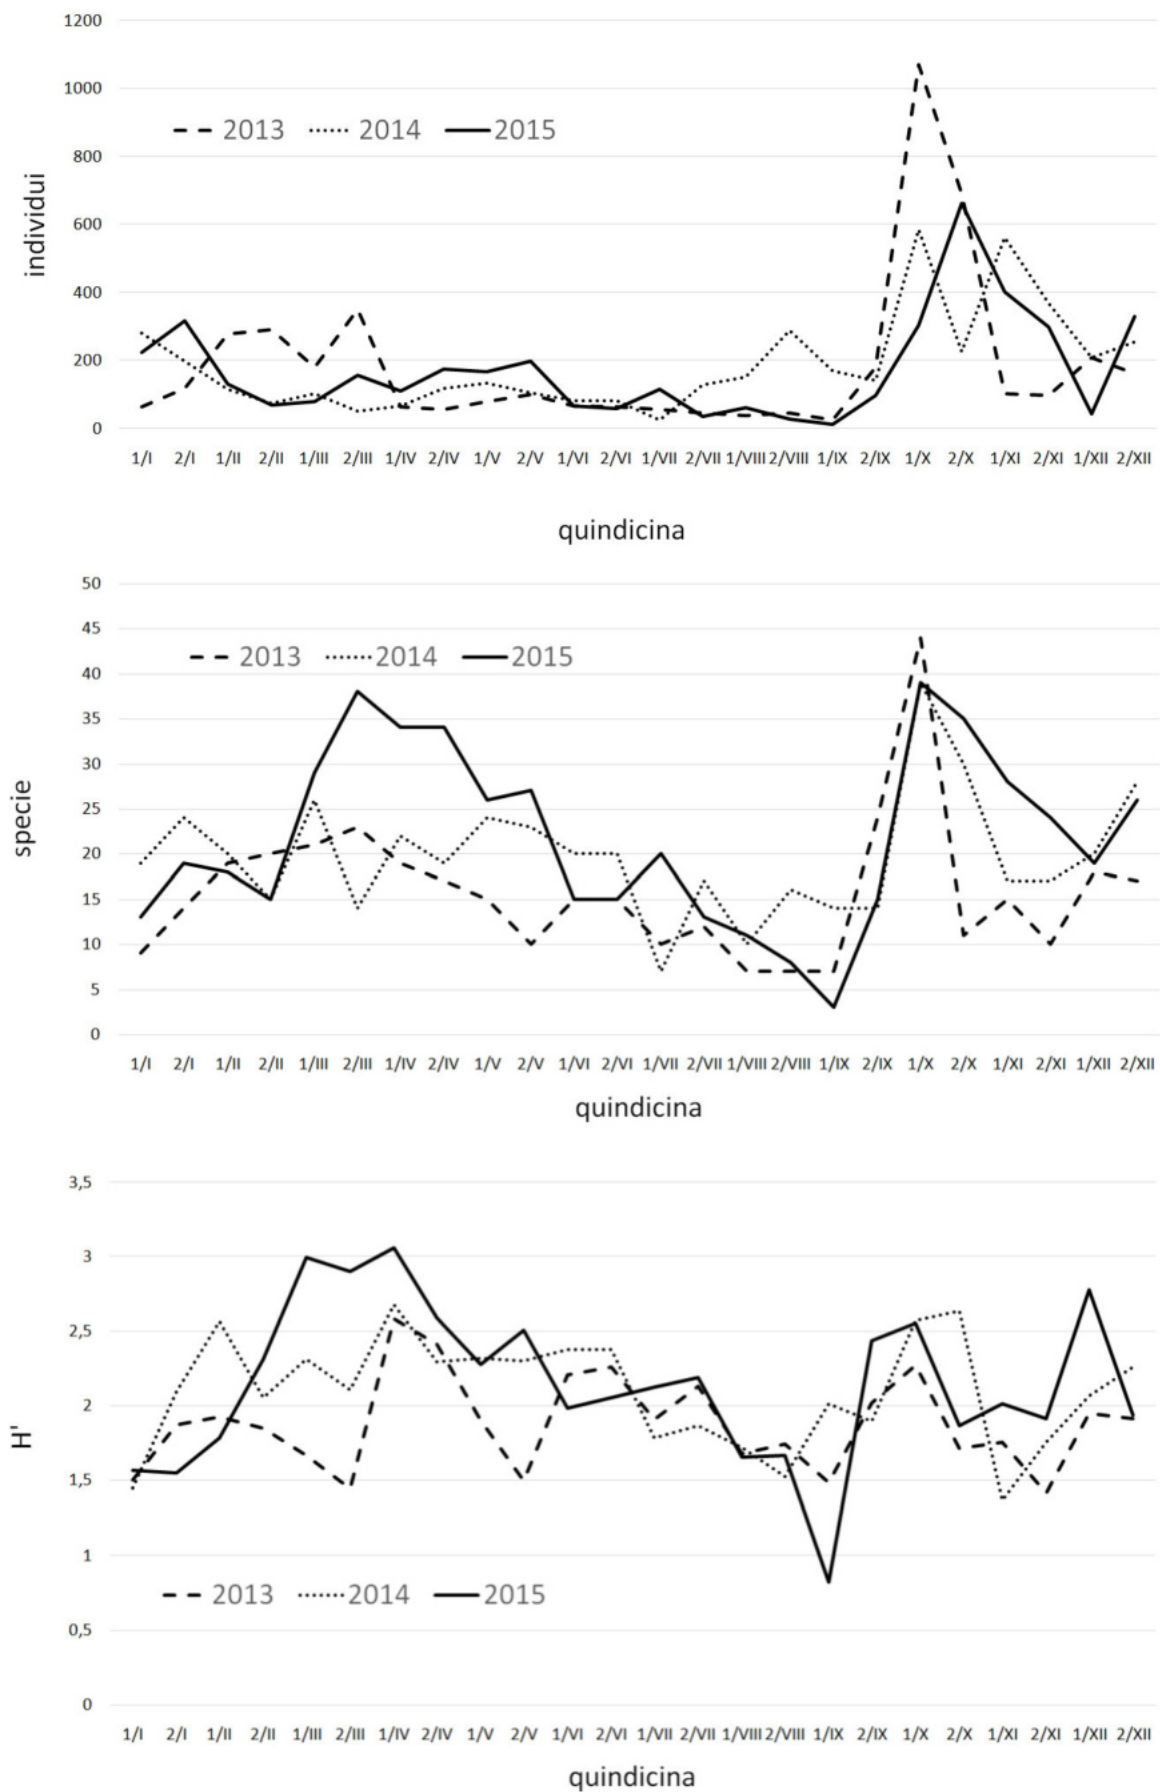 1200
1000
800
600
400
200
0
individui
2013 2014 2015
1/I 2/I 1/II 2/II 1/III 2/III 1/IV 2/IV 1/V 2/V 1/VI 2/VI 1/VII 2/VII 1/VIII 2/VIII 1/IX 2/IX 1/X 2/X 1/XI 2/XI 1/XII 2/XII
quindicina
50
45
40
35
30
25
20
15
10
5
0
specie
2013 2014 2015
1/I 2/I 1/II 2/II 1/III 2/III 1/IV 2/IV 1/V 2/V 1/VI 2/VI 1/VII 2/VII 1/VIII 2/VIII 1/IX 2/IX 1/X 2/X 1/XI 2/XI 1/XII 2/XII
quindicina
3,5
3
2,5
2
1,5
1
0,5
0
H'
2013 2014 2015
1/I 2/I 1/II 2/II 1/III 2/III 1/IV 2/IV 1/V 2/V 1/VI 2/VI 1/VII 2/VII 1/VIII 2/VIII 1/IX 2/IX 1/X 2/X 1/XI 2/XI 1/XII 2/XII
quindicina